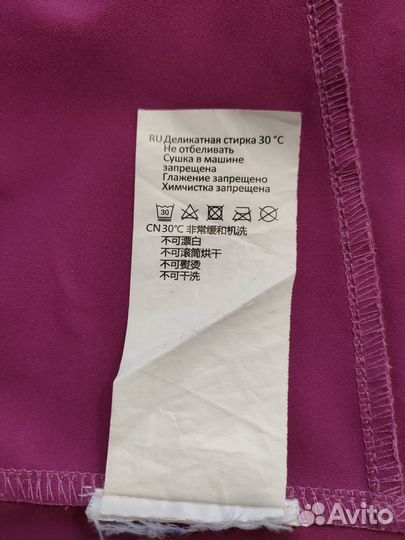 RU Деликатная стирка 30 °C
Не отбеливать
Сушка в машине
запрещена
Глажение запрещено
Химчистка запрещена
30
CN 30°C 非常缓和机洗
不可漂白
不可滚筒烘干
不可熨烫
不可干洗
Avito